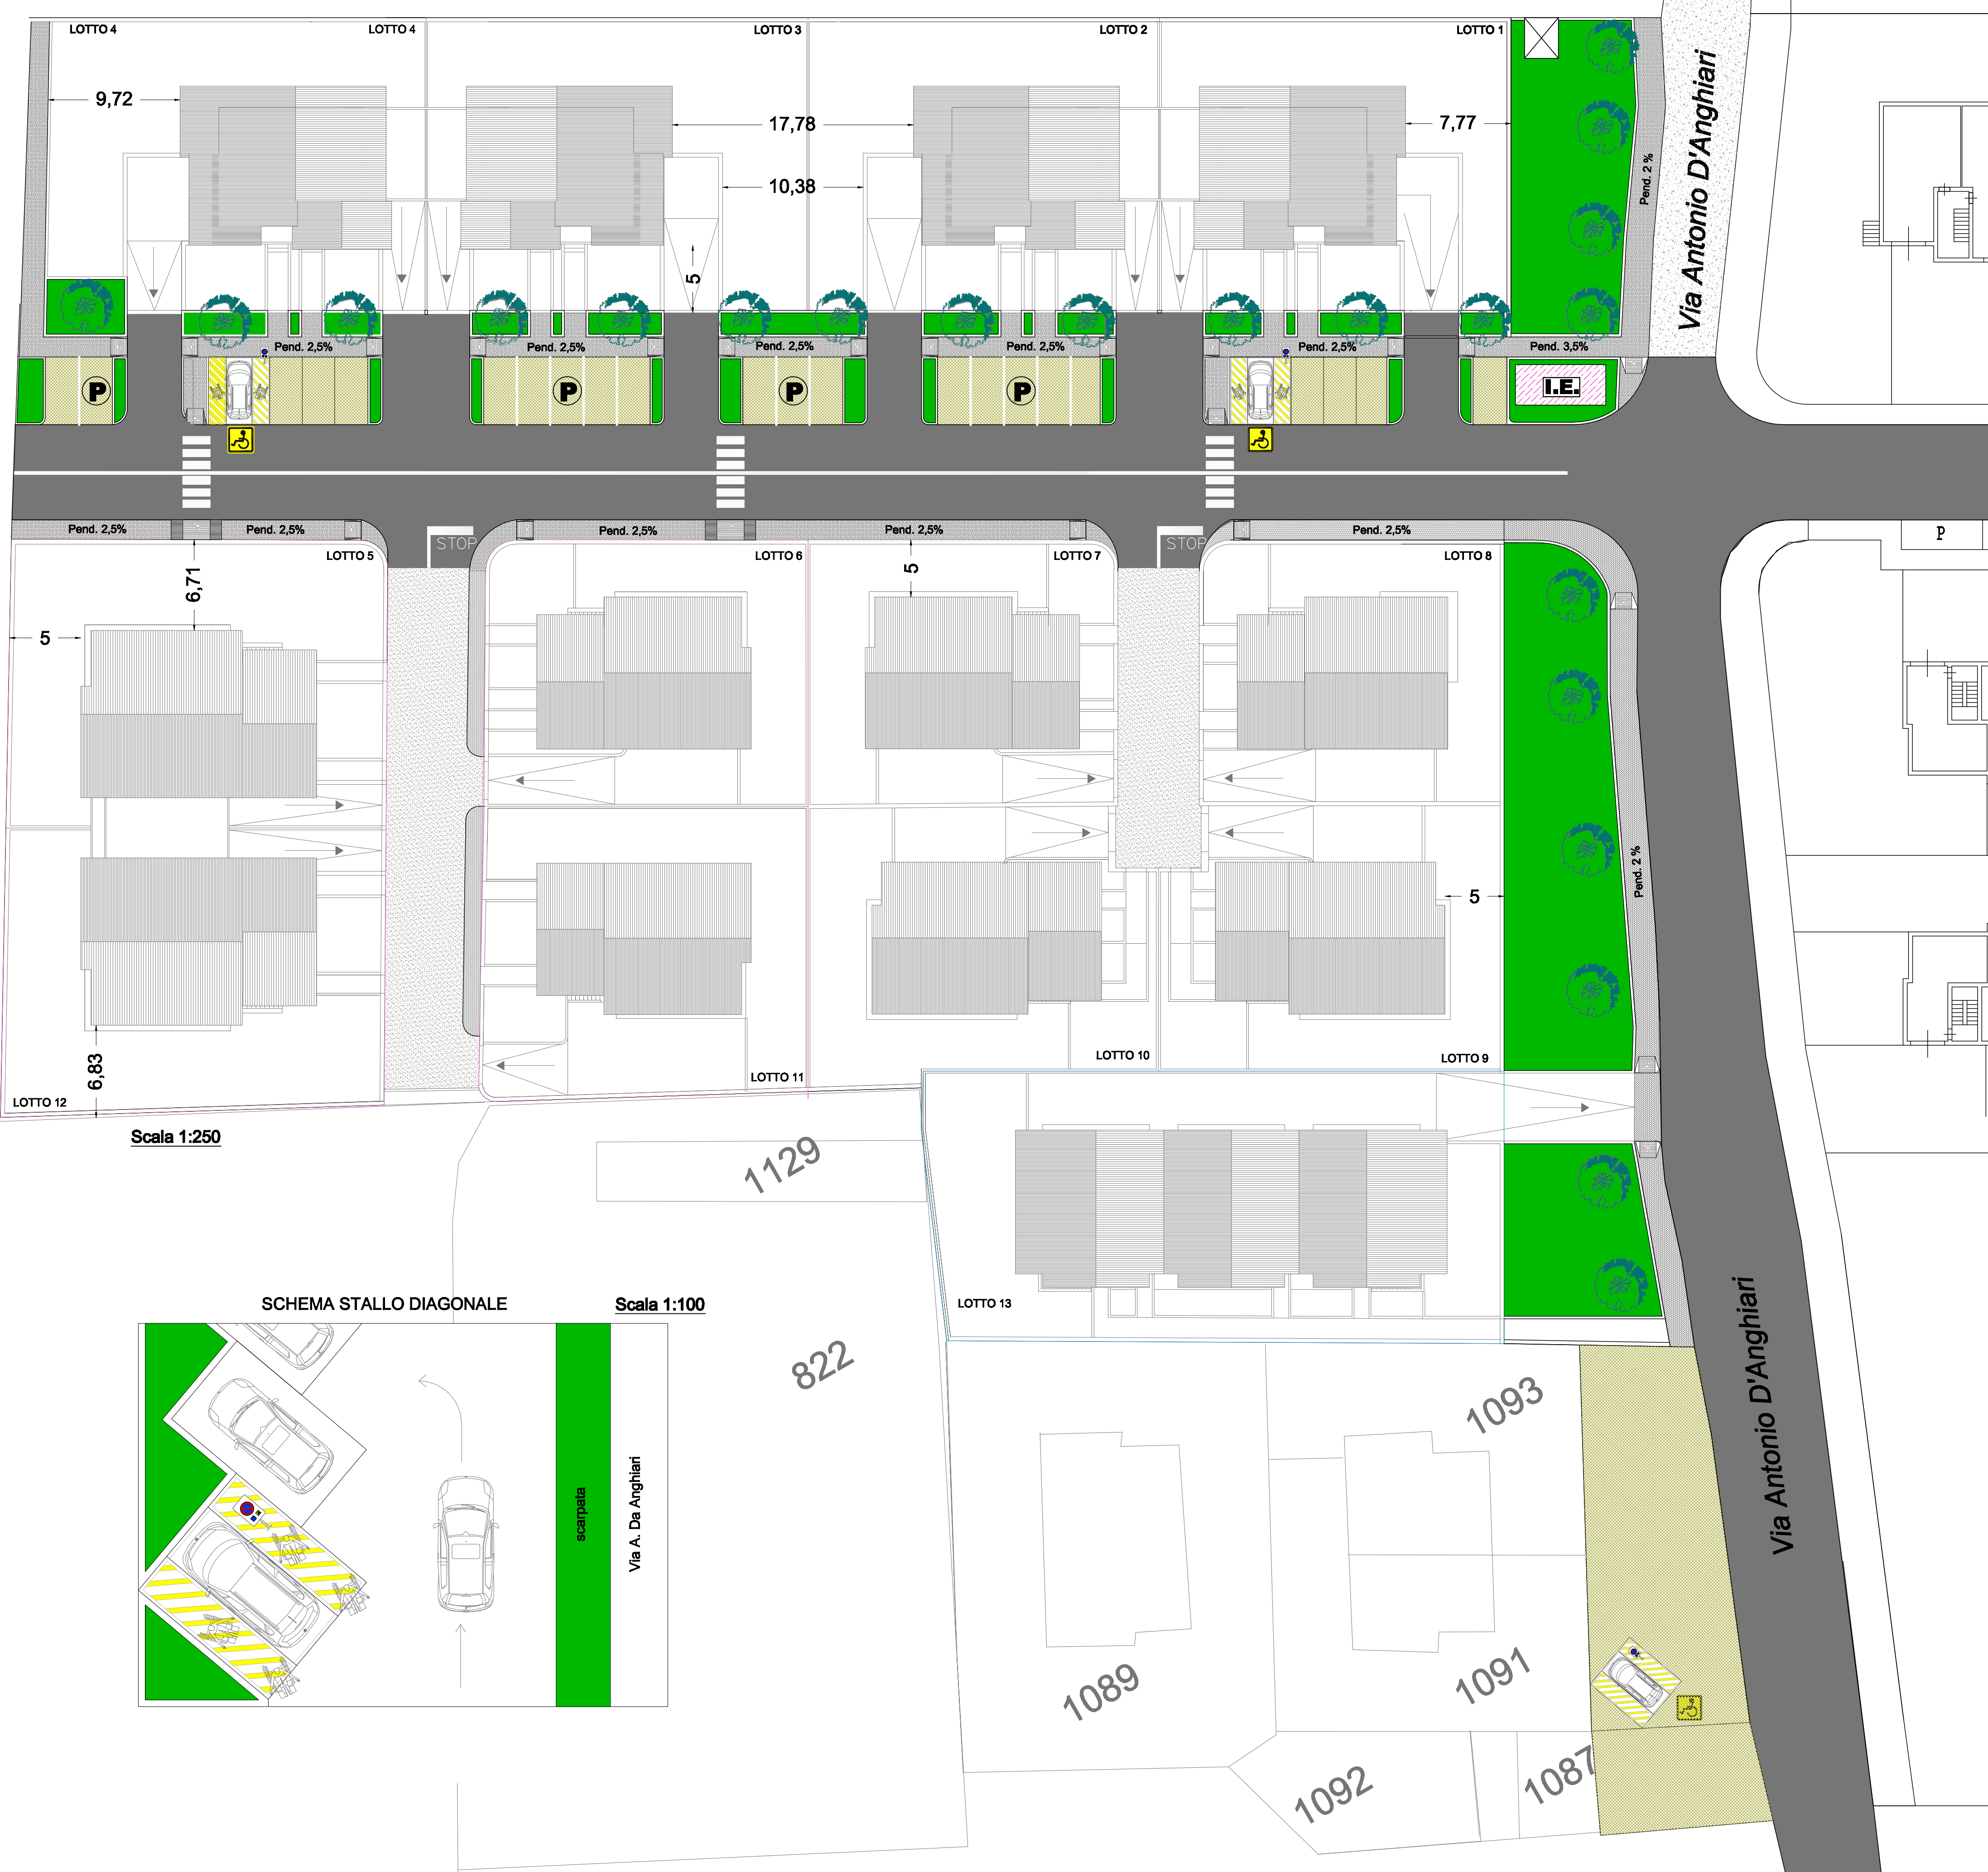 LOTTO 4
LOTTO 4
LOTTO 3
LOTTO 2
LOTTO 1
9,72
17,78
7,77
10,38
5
Pend. 2 %
Via Antonio D'Anghiari
Pend. 2,5%
Pend. 2,5%
Pend. 2,5%
Pend. 2,5%
Pend. 2,5%
Pend. 3,5%
P
P
P
P
I.E.
Pend. 2,5%
Pend. 2,5%
Pend. 2,5%
Pend. 2,5%
Pend. 2,5%
P
STOP
STOP
LOTTO 5
LOTTO 6
LOTTO 7
LOTTO 8
6,71
5
5
5
Pend. 2 %
6,83
LOTTO 12
LOTTO 11
LOTTO 10
LOTTO 9
Scala 1:250
1129
LOTTO 13
SCHEMA STALLO DIAGONALE
Scala 1:100
822
1093
Via Antonio D'Anghiari
scarpata
Via A. Da Anghiari
1089
1091
1092
1087